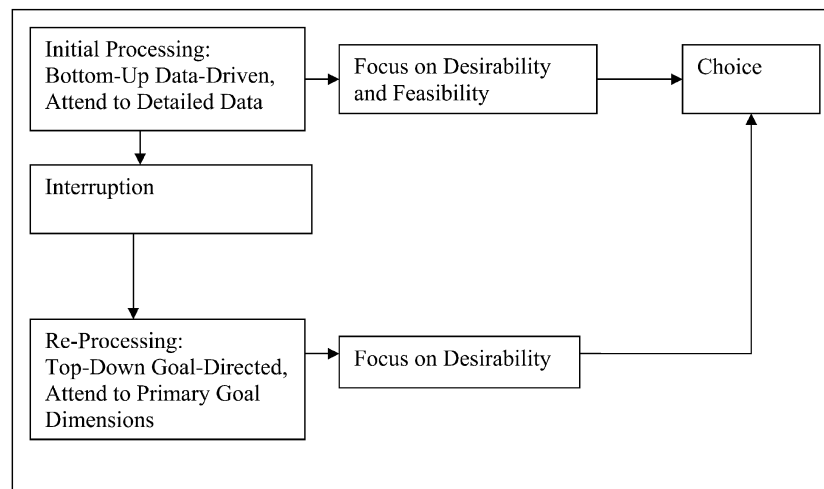 Initial Processing:
Bottom-Up Data-Driven,
Attend to Detailed Data
Focus on Desirability
and Feasibility
Choice
Interruption
Re-Processing:
Top-Down Goal-Directed,
Attend to Primary Goal
Dimensions
Focus on Desirability